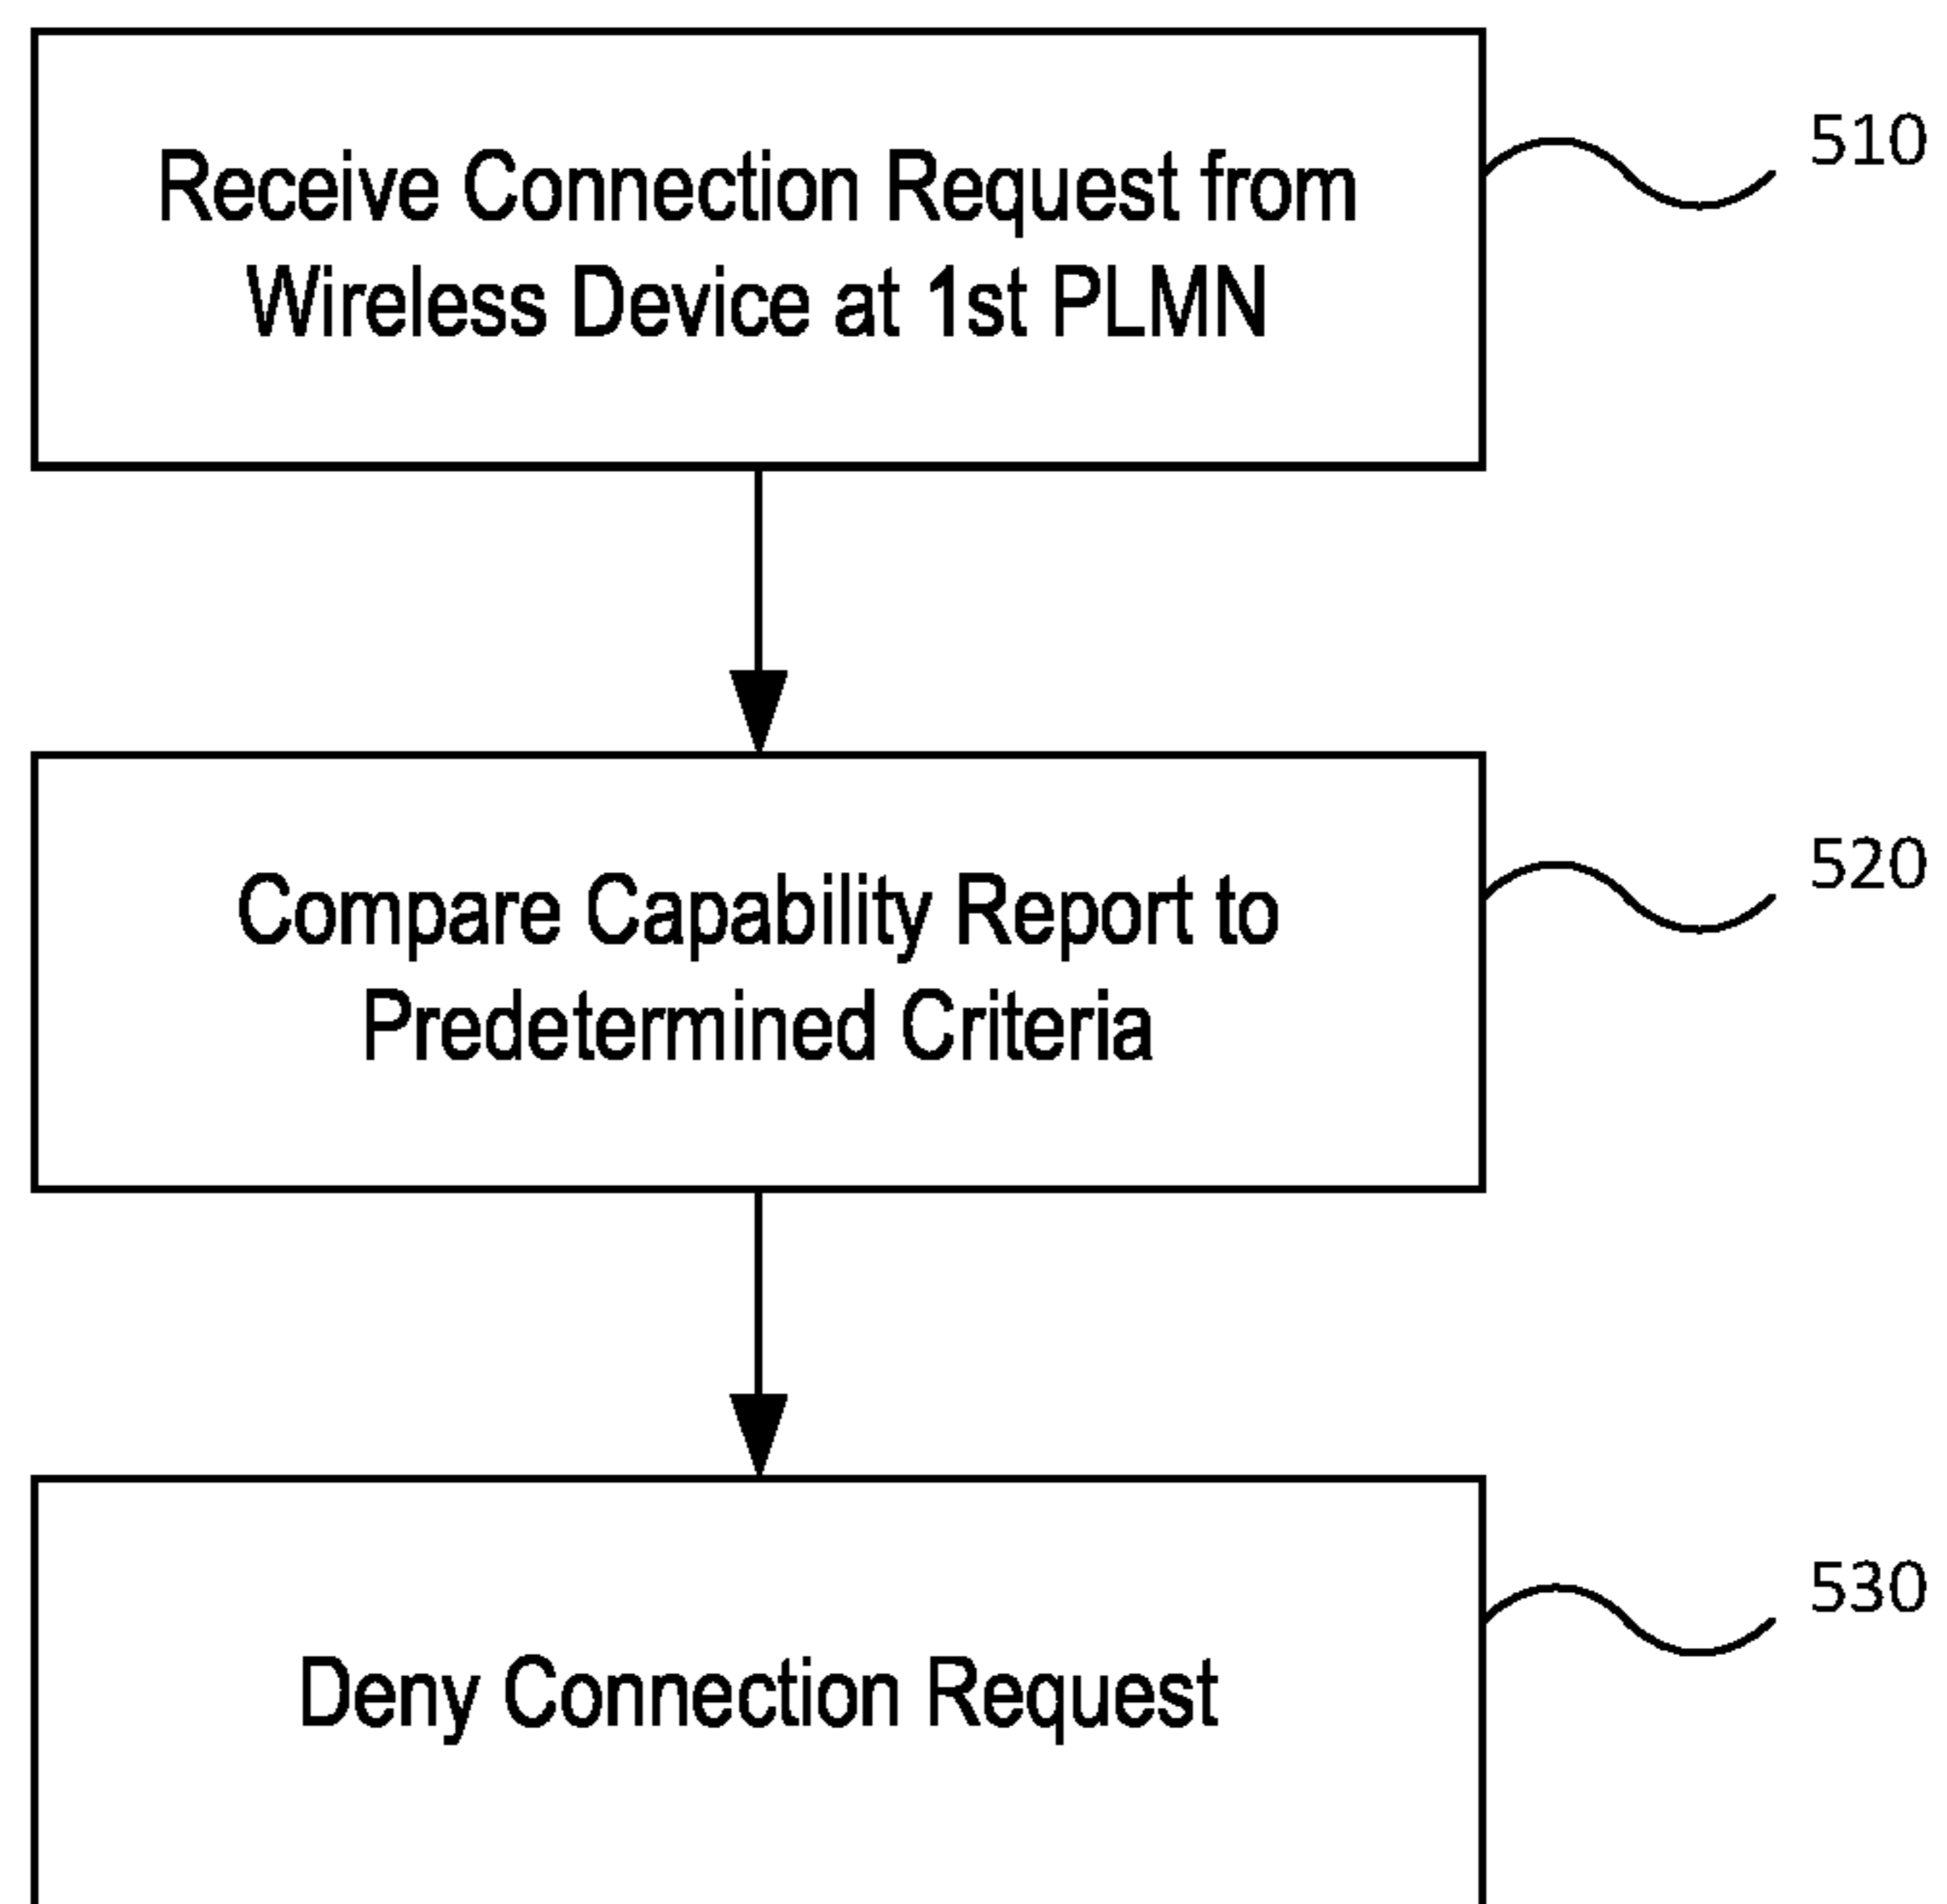 Receive Connection Request from
Wireless Device at 1st PLMN
510
Compare Capability Report to
Predetermined Criteria
520
Deny Connection Request
530